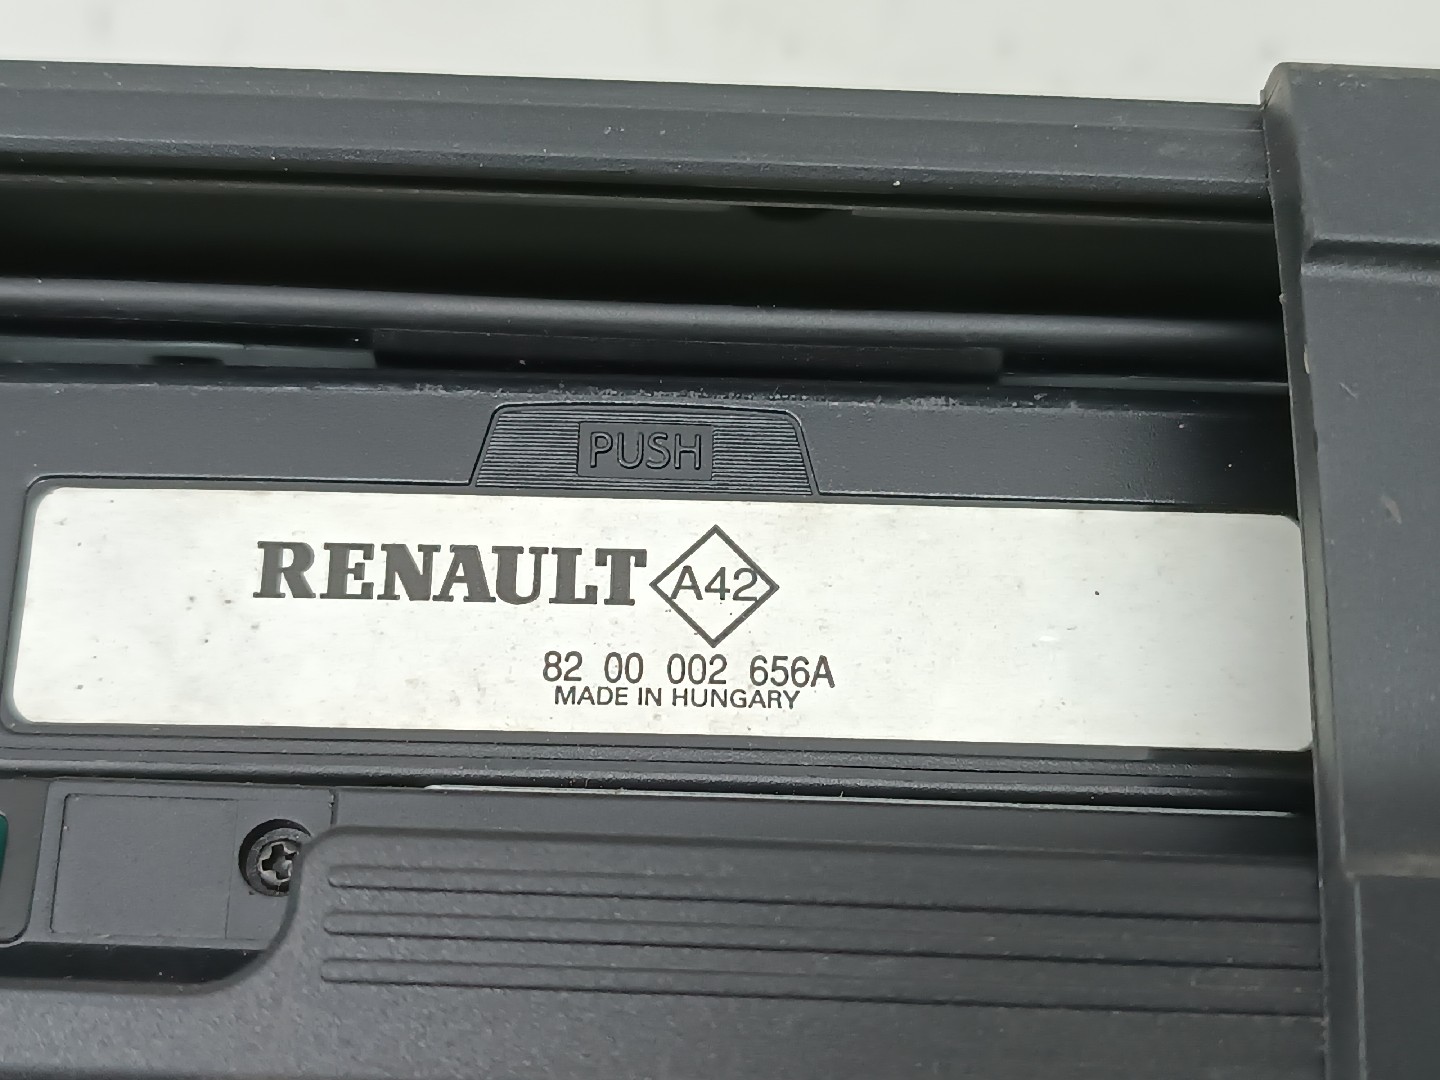 PUSH
RENAULT A42
82 00 002 656A
MADE IN HUNGARY